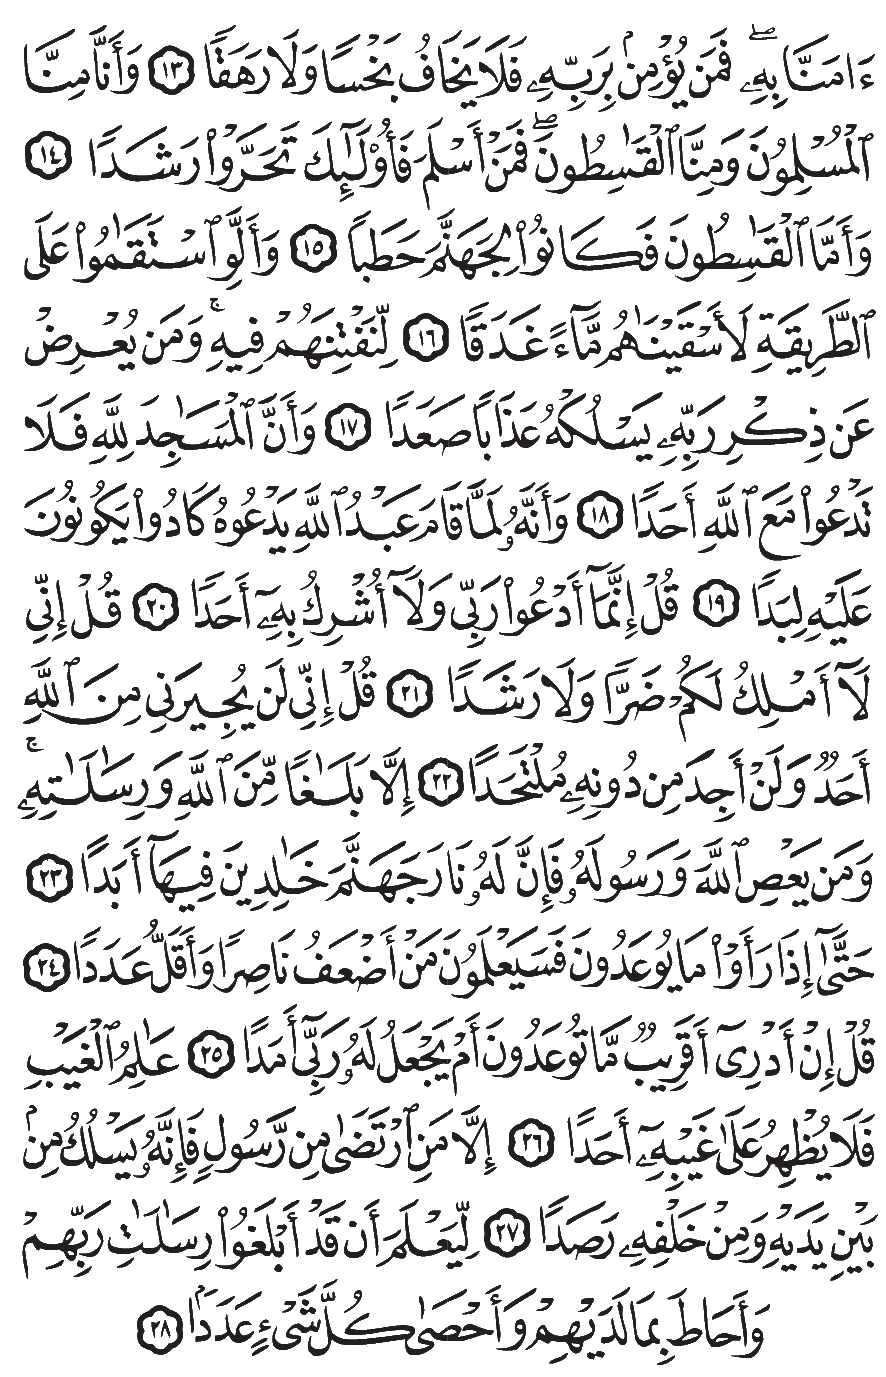 ءَامَنَّا بِهِۦۖ فَمَن يُؤْمِنۢ بِرَبِّهِۦ فَلَا يَخَافُ بَخْسًا وَلَا رَهَقًا ١٣ وَأَنَّا مِنَّا
ٱلْمُسْلِمُونَ وَمِنَّا ٱلْقَٰسِطُونَۖ فَمَنْ أَسْلَمَ فَأُو۟لَٰٓئِكَ تَحَرَّوْا۟ رَشَدًا ١٤
وَأَمَّا ٱلْقَٰسِطُونَ فَكَانُوا۟ لِجَهَنَّمَ حَطَبًا ١٥ وَأَلَّوِ ٱسْتَقَٰمُوا۟ عَلَى
ٱلطَّرِيقَةِ لَأَسْقَيْنَٰهُم مَّآءً غَدَقًا ١٦ لِّنَفْتِنَهُمْ فِيهِۚ وَمَن يُعْرِضْ
عَن ذِكْرِ رَبِّهِۦ يَسْلُكْهُ عَذَابًا صَعَدًا ١٧ وَأَنَّ ٱلْمَسَٰجِدَ لِلَّهِ فَلَا
تَدْعُوا۟ مَعَ ٱللَّهِ أَحَدًا ١٨ وَأَنَّهُۥ لَمَّا قَامَ عَبْدُ ٱللَّهِ يَدْعُوهُ كَادُوا۟ يَكُونُونَ
عَلَيْهِ لِبَدًا ١٩ قُلْ إِنَّمَآ أَدْعُوا۟ رَبِّى وَلَآ أُشْرِكُ بِهِۦٓ أَحَدًا ٢٠ قُلْ إِنِّى
لَآ أَمْلِكُ لَكُمْ ضَرًّا وَلَا رَشَدًا ٢١ قُلْ إِنِّى لَن يُجِيرَنِى مِنَ ٱللَّهِ
أَحَدٌ وَلَنْ أَجِدَ مِن دُونِهِۦ مُلْتَحَدًا ٢٢ إِلَّا بَلَٰغًا مِّنَ ٱللَّهِ وَرِسَٰلَٰتِهِۦۚ
وَمَن يَعْصِ ٱللَّهَ وَرَسُولَهُۥ فَإِنَّ لَهُۥ نَارَ جَهَنَّمَ خَٰلِدِينَ فِيهَآ أَبَدًا ٢٣
حَتَّىٰٓ إِذَا رَأَوْا۟ مَا يُوعَدُونَ فَسَيَعْلَمُونَ مَنْ أَضْعَفُ نَاصِرًا وَأَقَلُّ عَدَدًا ٢٤
قُلْ إِنْ أَدْرِىٓ أَقَرِيبٌ مَّا تُوعَدُونَ أَمْ يَجْعَلُ لَهُۥ رَبِّىٓ أَمَدًا ٢٥ عَٰلِمُ ٱلْغَيْبِ
فَلَا يُظْهِرُ عَلَىٰ غَيْبِهِۦٓ أَحَدًا ٢٦ إِلَّا مَنِ ٱرْتَضَىٰ مِن رَّسُولٍ فَإِنَّهُۥ يَسْلُكُ مِنۢ
بَيْنِ يَدَيْهِ وَمِنْ خَلْفِهِۦ رَصَدًا ٢٧ لِّيَعْلَمَ أَن قَدْ أَبْلَغُوا۟ رِسَٰلَٰتِ رَبِّهِمْ
وَأَحَاطَ بِمَا لَدَيْهِمْ وَأَحْصَىٰ كُلَّ شَىْءٍ عَدَدًۢا ٢٨